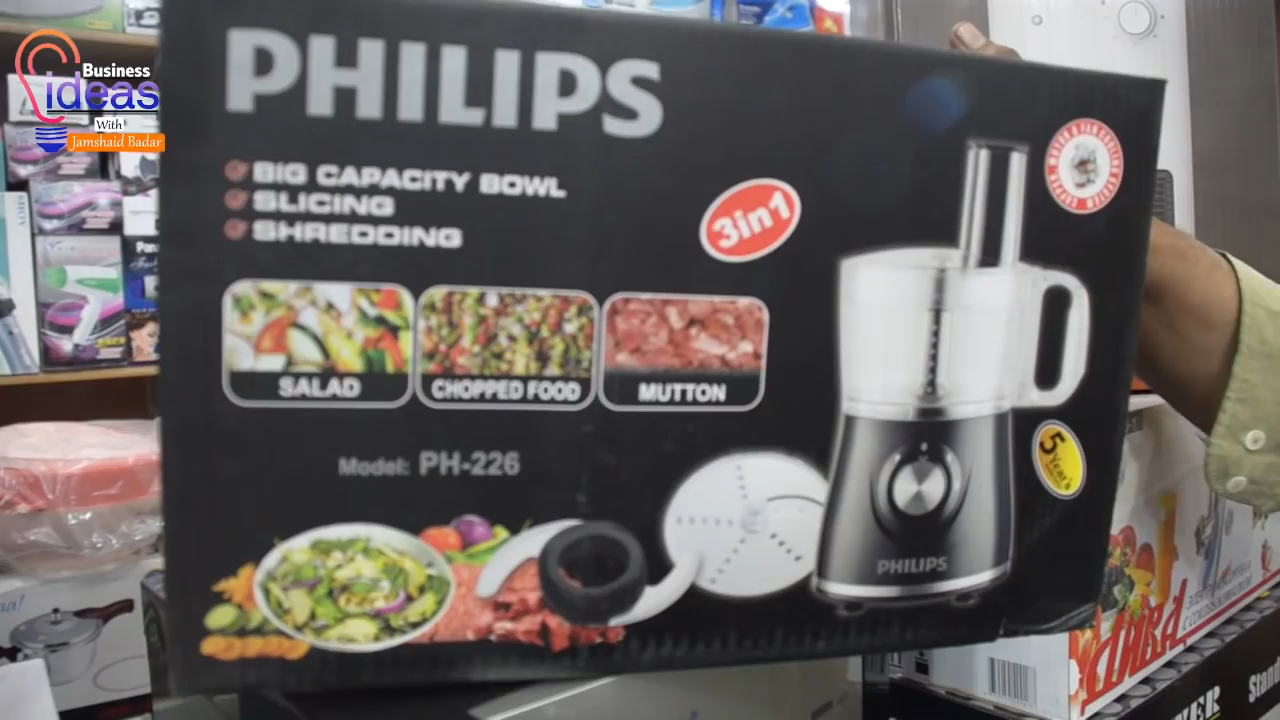 Business
ideas
With
Jamshaid Badar
PHILIPS
BIG CAPACITY BOWL
SLICING
SHREDDING
3in1
SALAD
CHOPPED FOOD
MUTTON
Model: PH-226
5
Year's
PHILIPS